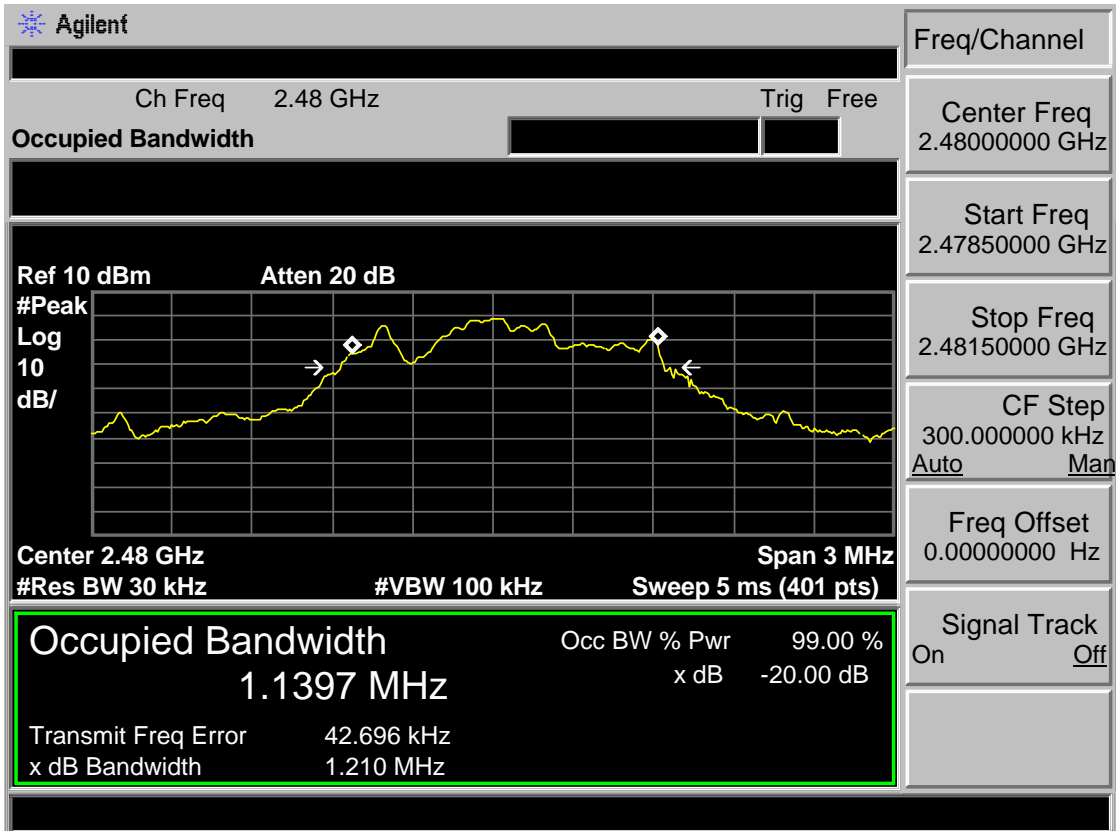 Agilent
Freq/Channel
Ch Freq 2.48 GHz Trig Free
Occupied Bandwidth
Center Freq
2.48000000 GHz
Start Freq
2.47850000 GHz
Stop Freq
2.48150000 GHz
CF Step
300.000000 kHz
Auto Man
Freq Offset
0.00000000 Hz
Signal Track
On Off
Ref 10 dBm Atten 20 dB
#Peak
Log
10
dB/
Center 2.48 GHz Span 3 MHz
#Res BW 30 kHz #VBW 100 kHz Sweep 5 ms (401 pts)
Occupied Bandwidth
1.1397 MHz
Occ BW % Pwr 99.00 %
x dB -20.00 dB
Transmit Freq Error 42.696 kHz
x dB Bandwidth 1.210 MHz